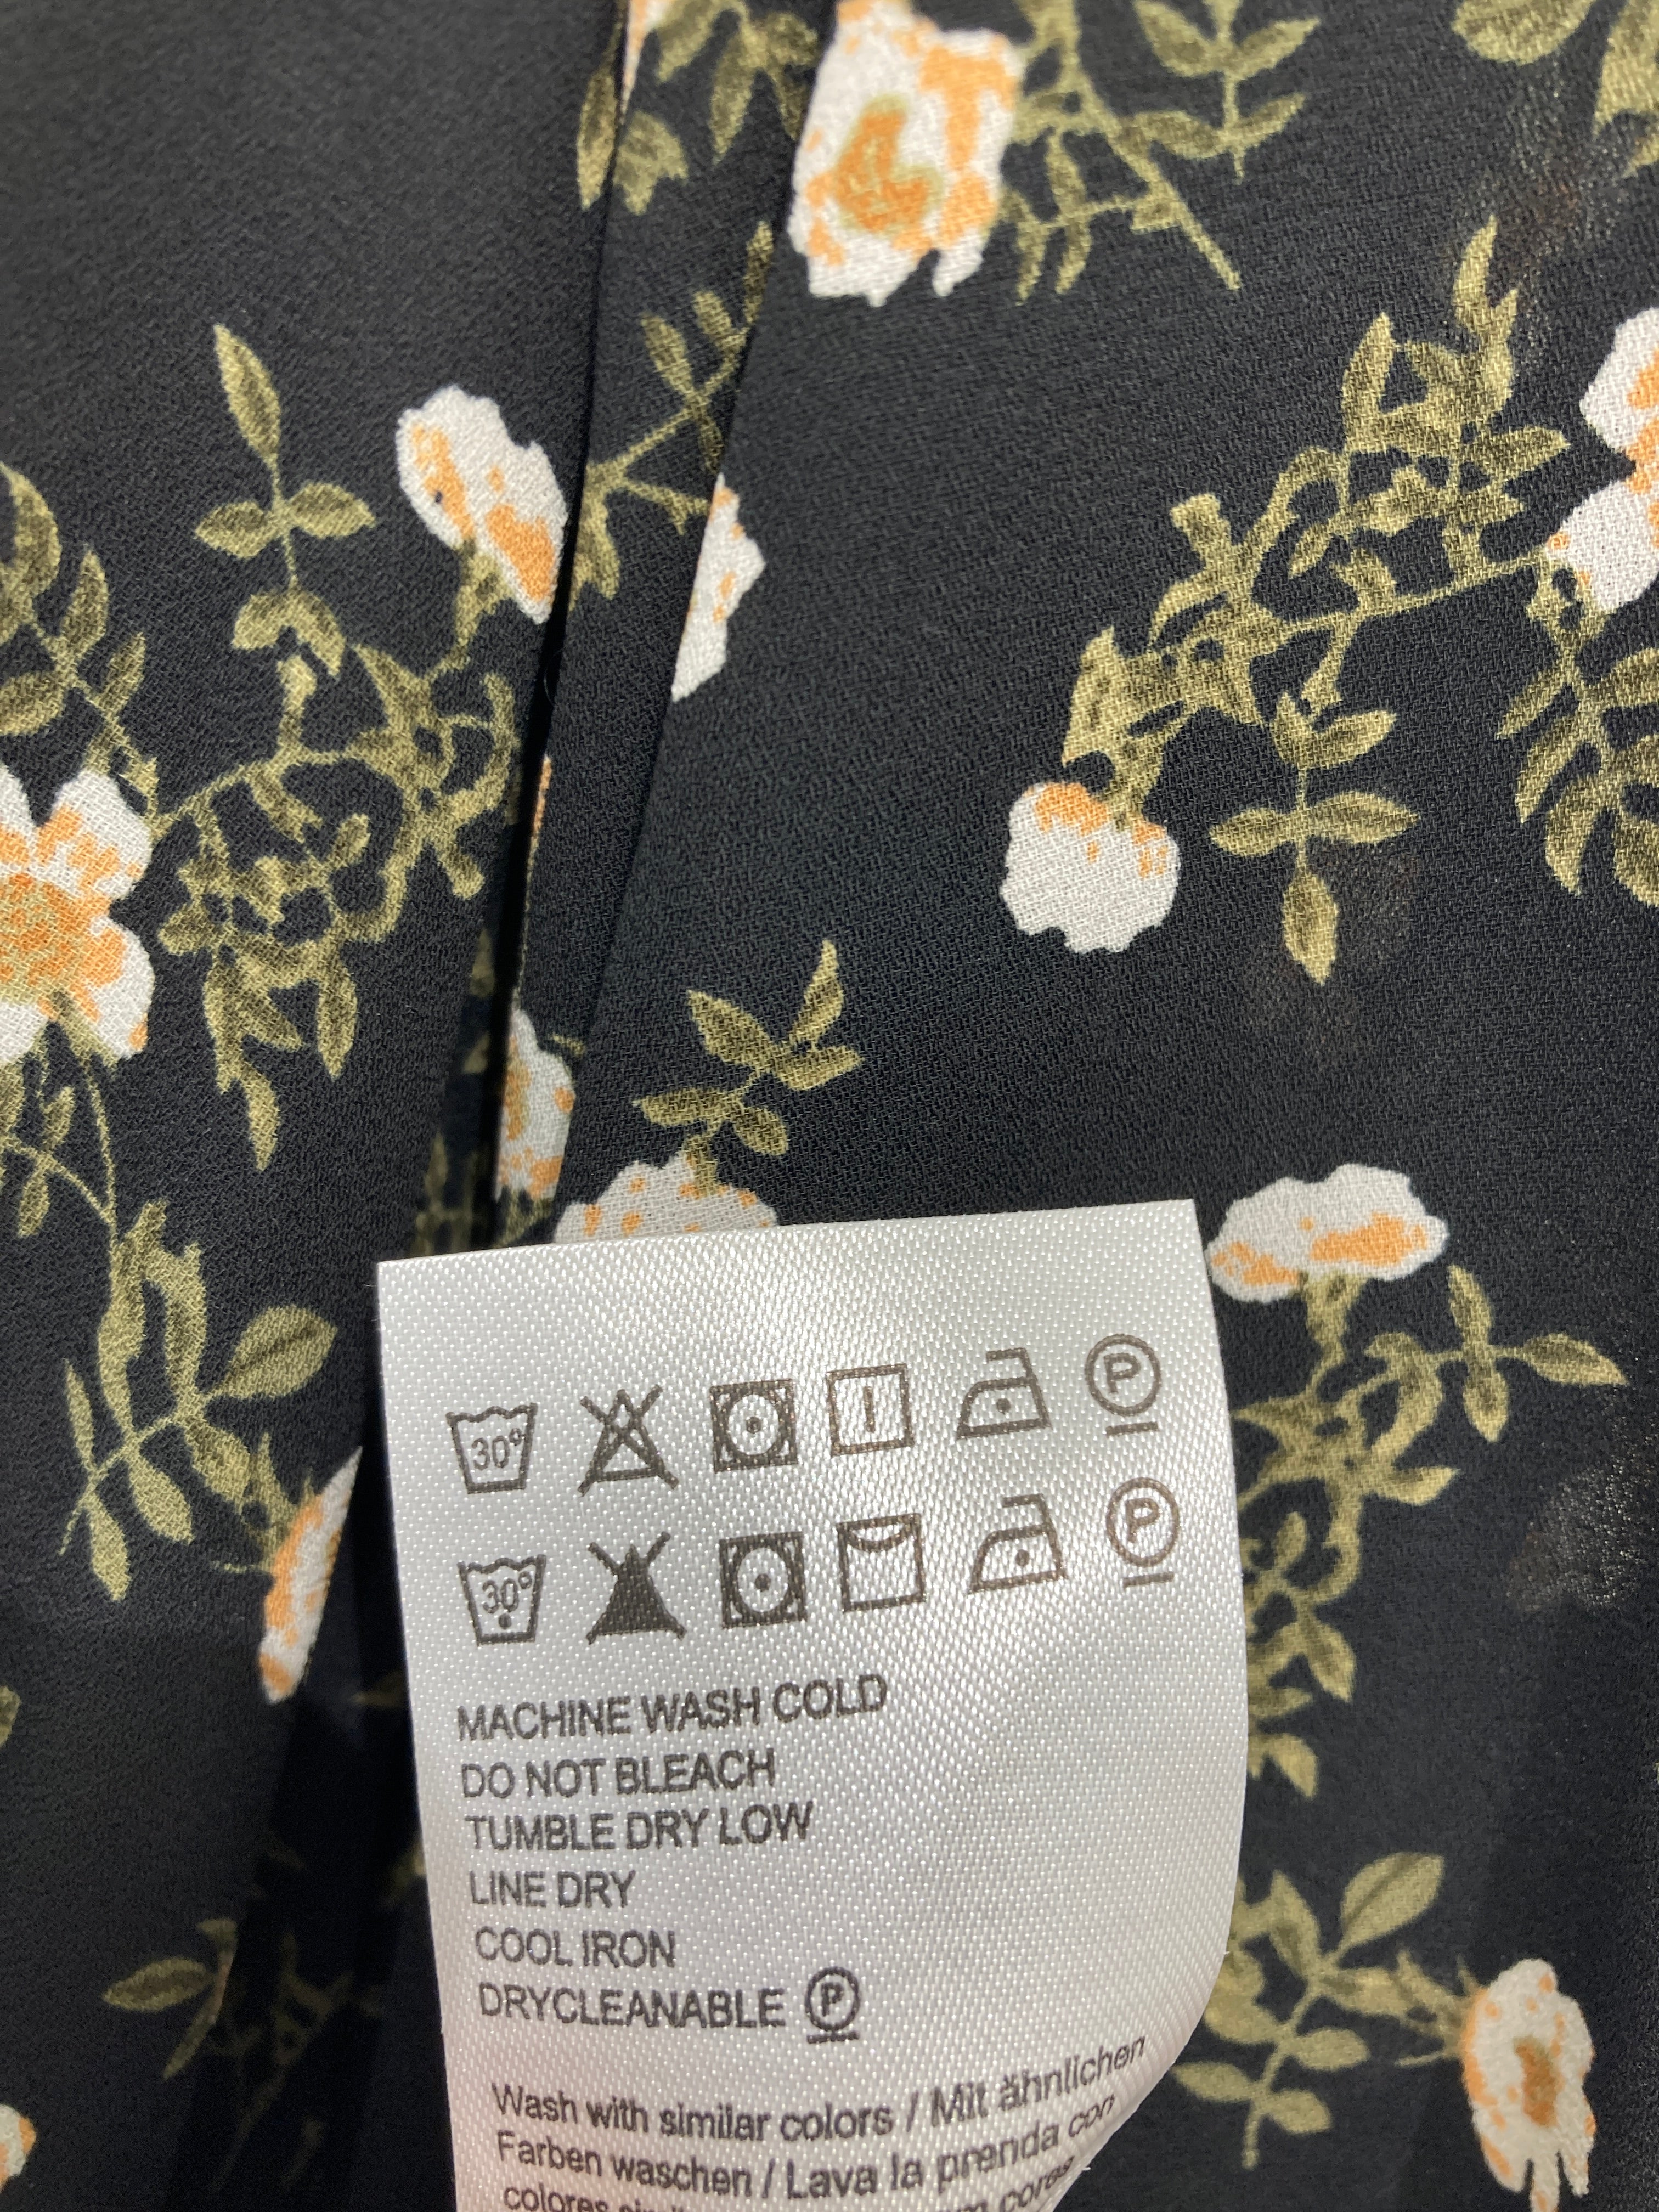 30° P
30° P
MACHINE WASH COLD
DO NOT BLEACH
TUMBLE DRY LOW
LINE DRY
COOL IRON
DRYCLEANABLE P
Wash with similar colors / Mit ähnlichen
Farben waschen / Lava la prenda con
colores